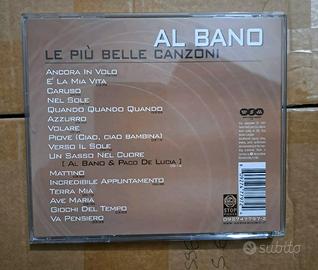 AL BANO
LE PIÙ BELLE CANZONI
ANCORA IN VOLO
E' LA MIA VITA
CARUSO
NEL SOLE
QUANDO QUANDO QUANDO
AZZURRO
VOLARE
PIOVE (CIAO, CIAO BAMBINA)
VERSO IL SOLE
UN SASSO NEL CUORE
[ AL BANO & PACO DE LUCIA ]
MATTINO
INCREDIBILE APPUNTAMENTO
TERRA MIA
AVE MARIA
GIOCHI DEL TEMPO
VA PENSIERO
STOP
subito